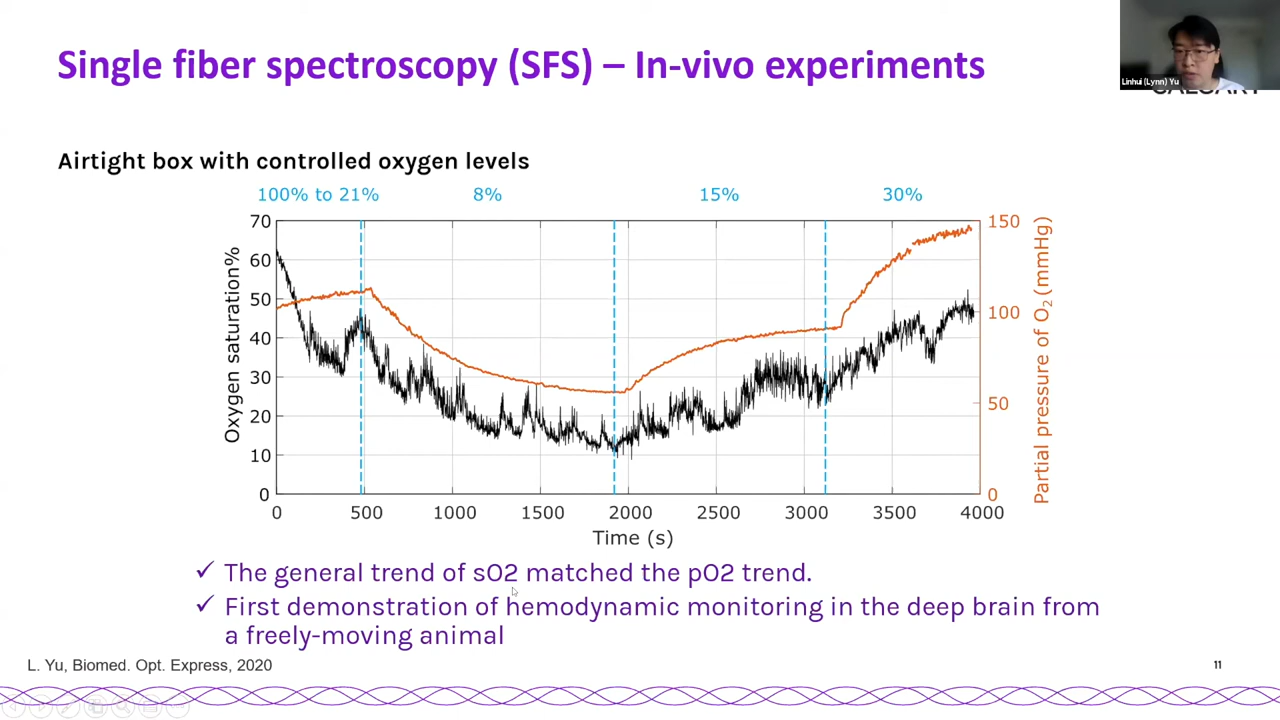 Single fiber spectroscopy (SFS) – In-vivo experiments
Linhui (Lynn) Yu
CALGARY
Airtight box with controlled oxygen levels
100% to 21% 8% 15% 30%
Oxygen saturation%
70
60
50
40
30
20
10
0
150
100
50
0
Partial pressure of O₂ (mmHg)
0 500 1000 1500 2000 2500 3000 3500 4000
Time (s)
✓ The general trend of sO2 matched the pO2 trend.
✓ First demonstration of hemodynamic monitoring in the deep brain from
a freely-moving animal
L. Yu, Biomed. Opt. Express, 2020
11